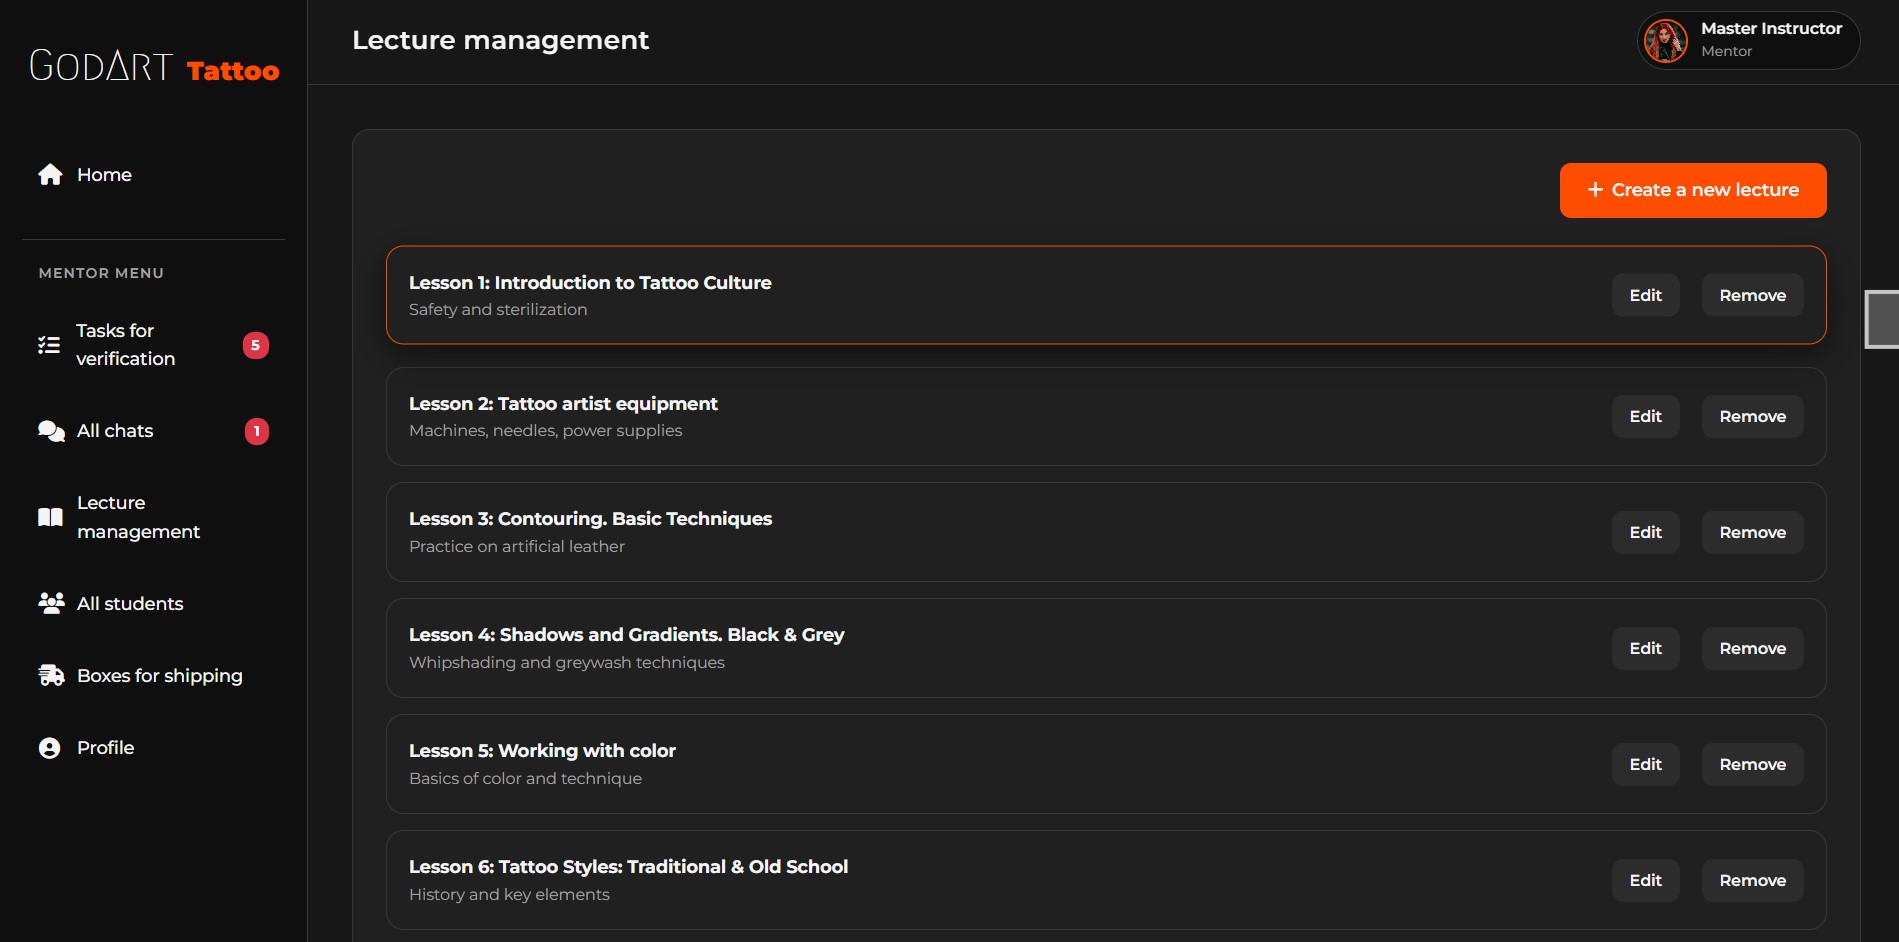 GODART Tattoo
Lecture management
Master Instructor
Mentor
Home
MENTOR MENU
Tasks for
verification
5
All chats
1
Lecture
management
All students
Boxes for shipping
Profile
+ Create a new lecture
Lesson 1: Introduction to Tattoo Culture
Safety and sterilization
Edit Remove
Lesson 2: Tattoo artist equipment
Machines, needles, power supplies
Edit Remove
Lesson 3: Contouring. Basic Techniques
Practice on artificial leather
Edit Remove
Lesson 4: Shadows and Gradients. Black & Grey
Whipshading and greywash techniques
Edit Remove
Lesson 5: Working with color
Basics of color and technique
Edit Remove
Lesson 6: Tattoo Styles: Traditional & Old School
History and key elements
Edit Remove